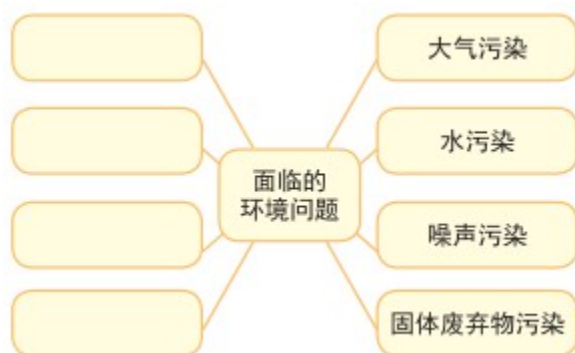 大气污染
水污染
面临的
环境问题
噪声污染
固体废弃物污染